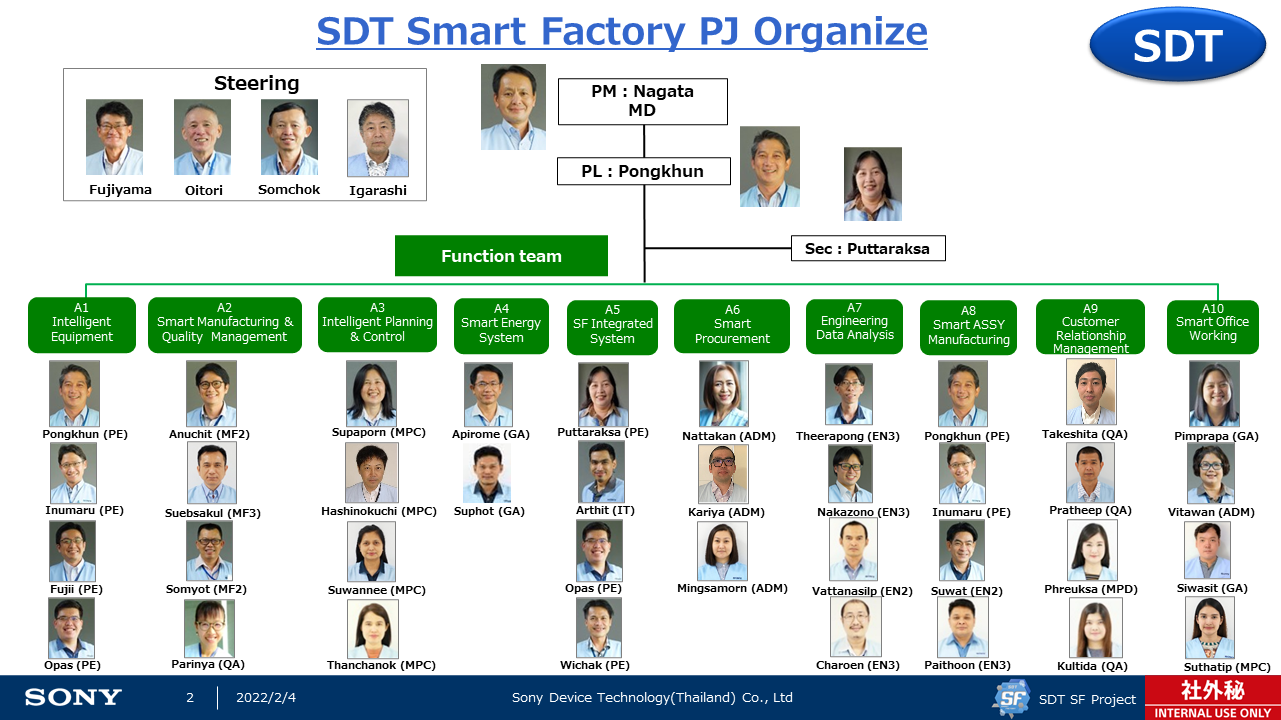 SDT Smart Factory PJ Organize
SDT
Steering
Fujiyama
Oitori
Somchok
Igarashi
PM : Nagata
MD
PL : Pongkhun
Sec : Puttaraksa
Function team
A1
Intelligent
Equipment
A2
Smart Manufacturing &
Quality Management
A3
Intelligent Planning
& Control
A4
Smart Energy
System
A5
SF Integrated
System
A6
Smart
Procurement
A7
Engineering
Data Analysis
A8
Smart ASSY
Manufacturing
A9
Customer
Relationship
Management
A10
Smart Office
Working
Pongkhun (PE)
Inumaru (PE)
Fujii (PE)
Opas (PE)
Anuchit (MF2)
Suebsakul (MF3)
Somyot (MF2)
Parinya (QA)
Supaporn (MPC)
Hashinokuchi (MPC)
Suwannee (MPC)
Thanchanok (MPC)
Apirome (GA)
Suphot (GA)
Puttaraksa (PE)
Arthit (IT)
Opas (PE)
Wichak (PE)
Nattakan (ADM)
Kariya (ADM)
Mingsamorn (ADM)
Theerapong (EN3)
Nakazono (EN3)
Vattanasilp (EN2)
Charoen (EN3)
Pongkhun (PE)
Inumaru (PE)
Suwat (EN2)
Paithoon (EN3)
Takeshita (QA)
Pratheep (QA)
Phreuksa (MPD)
Kultida (QA)
Pimprapa (GA)
Vitawan (ADM)
Siwasit (GA)
Suthatip (MPC)
SONY
2
2022/2/4
Sony Device Technology(Thailand) Co., Ltd
SDT
SF
SDT SF Project
社外秘
INTERNAL USE ONLY